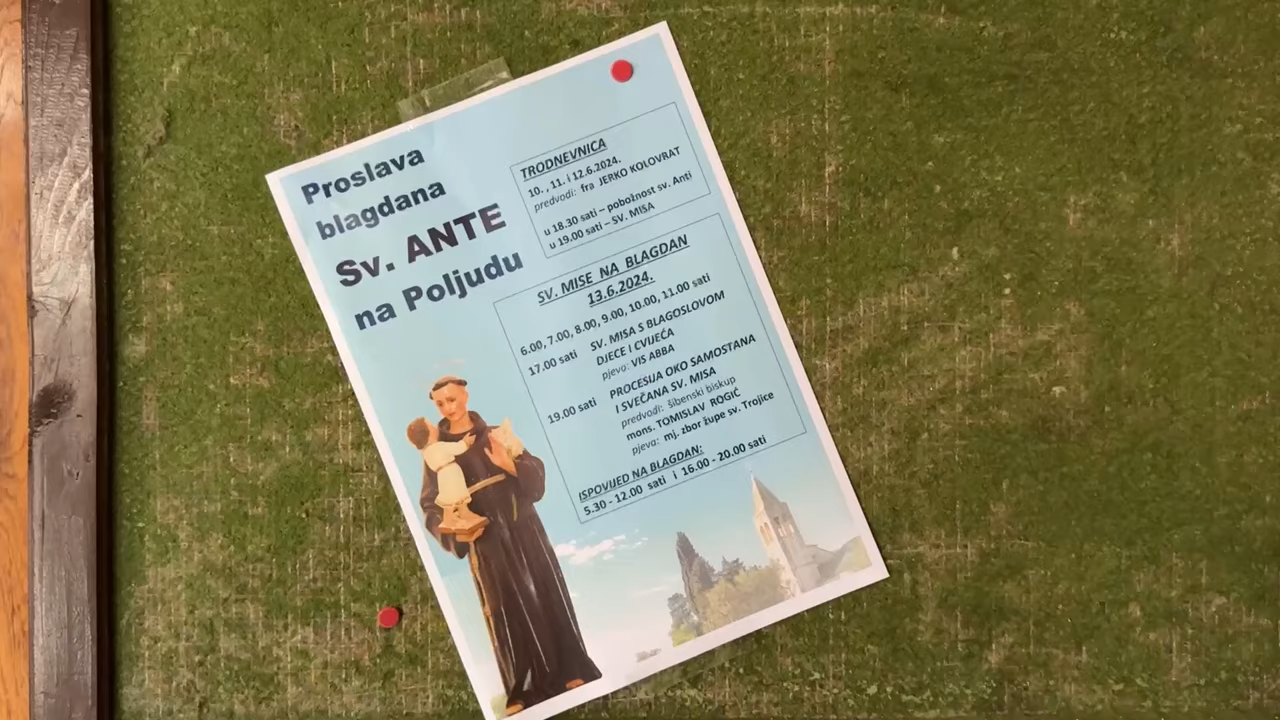 Proslava
blagdana
Sv. ANTE
na Poljudu
TRODNEVNICA
10. , 11. i 12.6.2024.
predvodi: fra JERKO KOLOVRAT
u 18.30 sati – pobožnost sv. Anti
u 19.00 sati – SV. MISA
SV. MISE NA BLAGDAN
13.6.2024.
6.00, 7.00, 8.00, 9.00, 10.00, 11.00 sati
17.00 sati SV. MISA S BLAGOSLOVOM
DJECE I CVIJEĆA
pjeva: VIS ABBA
19.00 sati PROCESIJA OKO SAMOSTANA
I SVEČANA SV. MISA
predvodi: šibenski biskup
mons. TOMISLAV ROGIĆ
pjeva: mj. zbor župe sv. Trojice
ISPOVIJED NA BLAGDAN:
5.30 - 12.00 sati i 16.00 - 20.00 sati